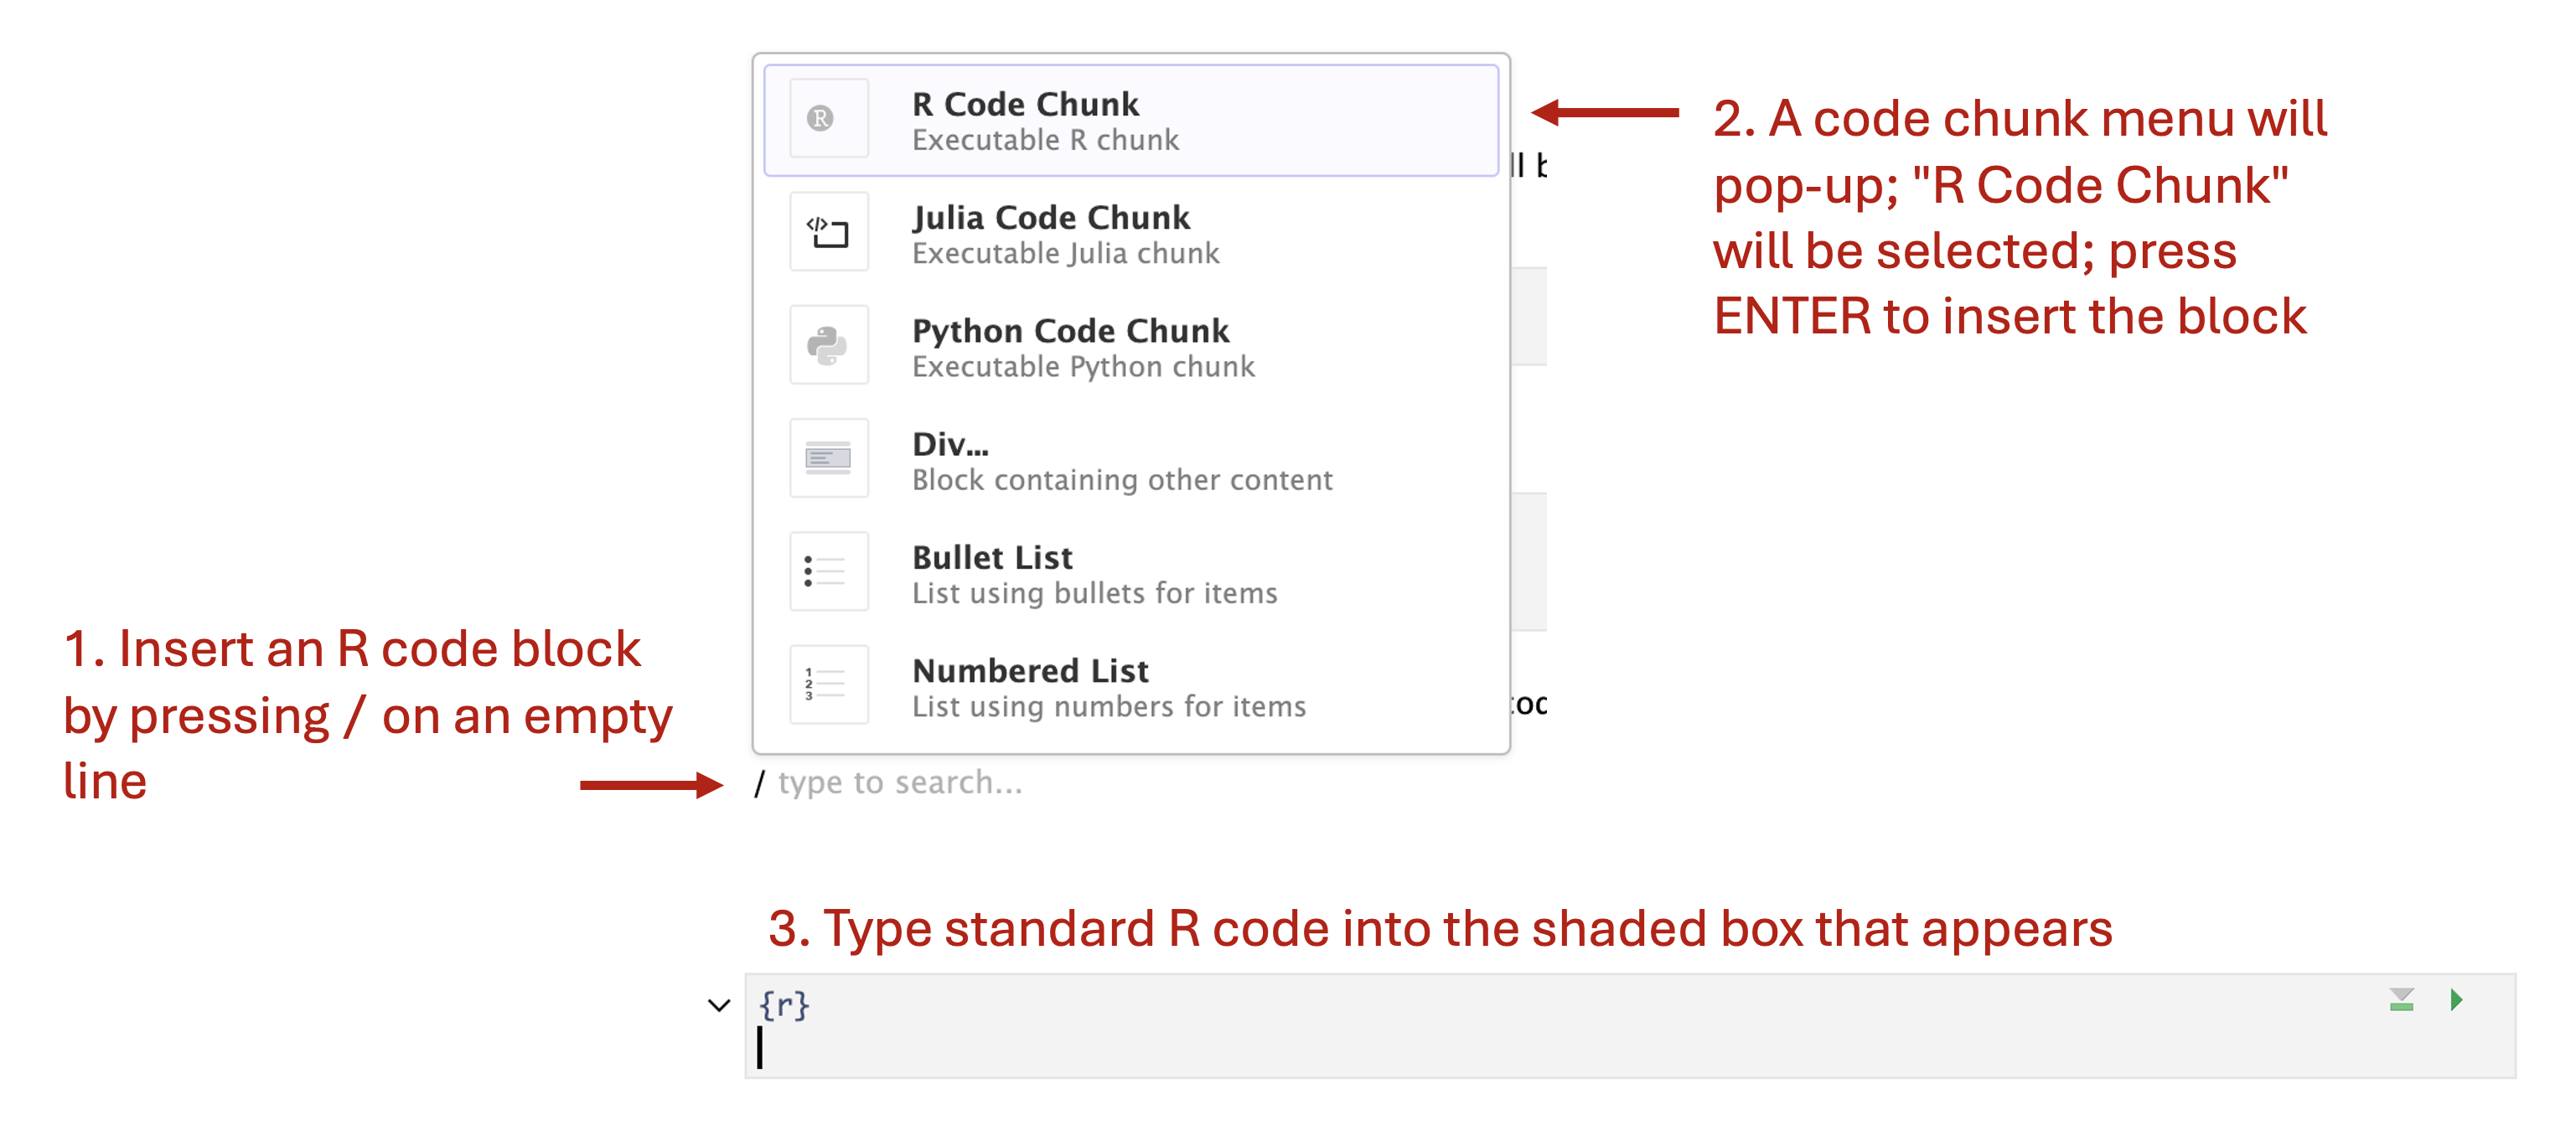 R Code Chunk
Executable R chunk
Julia Code Chunk
Executable Julia chunk
Python Code Chunk
Executable Python chunk
Div...
Block containing other content
Bullet List
List using bullets for items
1
2
3
Numbered List
List using numbers for items
/ type to search...
2. A code chunk menu will
pop-up; "R Code Chunk"
will be selected; press
ENTER to insert the block
1. Insert an R code block
by pressing / on an empty
line
3. Type standard R code into the shaded box that appears
{r}